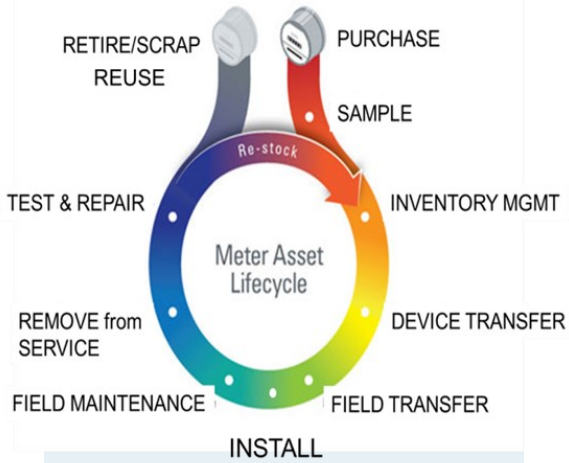 RETIRE/SCRAP
REUSE
PURCHASE
SAMPLE
Re-stock
TEST & REPAIR
INVENTORY MGMT
Meter Asset
Lifecycle
REMOVE from
SERVICE
DEVICE TRANSFER
FIELD MAINTENANCE
FIELD TRANSFER
INSTALL